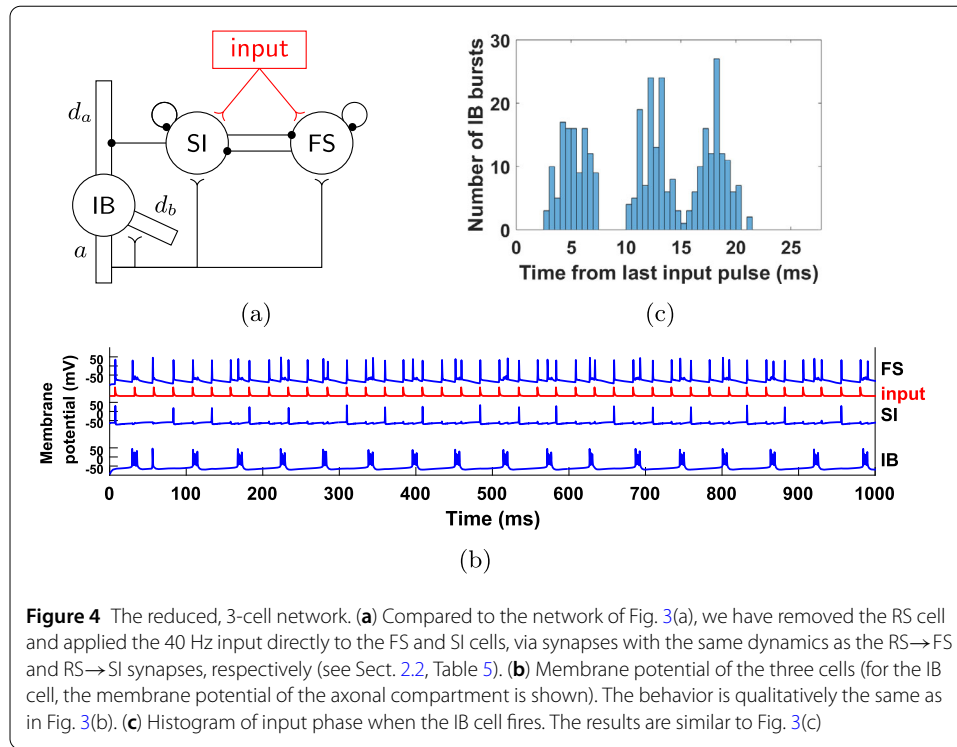 input
d_a
SI
FS
IB
d_b
a
(a)
30
20
10
0
Number of IB bursts
0 5 10 15 20 25
Time from last input pulse (ms)
(c)
Membrane
potential (mV)
50
0
-50
FS
input
50
0
-50
SI
50
0
-50
IB
0 100 200 300 400 500 600 700 800 900 1000
Time (ms)
(b)
Figure 4 The reduced, 3-cell network. (a) Compared to the network of Fig. 3(a), we have removed the RS cell
and applied the 40 Hz input directly to the FS and SI cells, via synapses with the same dynamics as the RS→FS
and RS→SI synapses, respectively (see Sect. 2.2, Table 5). (b) Membrane potential of the three cells (for the IB
cell, the membrane potential of the axonal compartment is shown). The behavior is qualitatively the same as
in Fig. 3(b). (c) Histogram of input phase when the IB cell fires. The results are similar to Fig. 3(c)